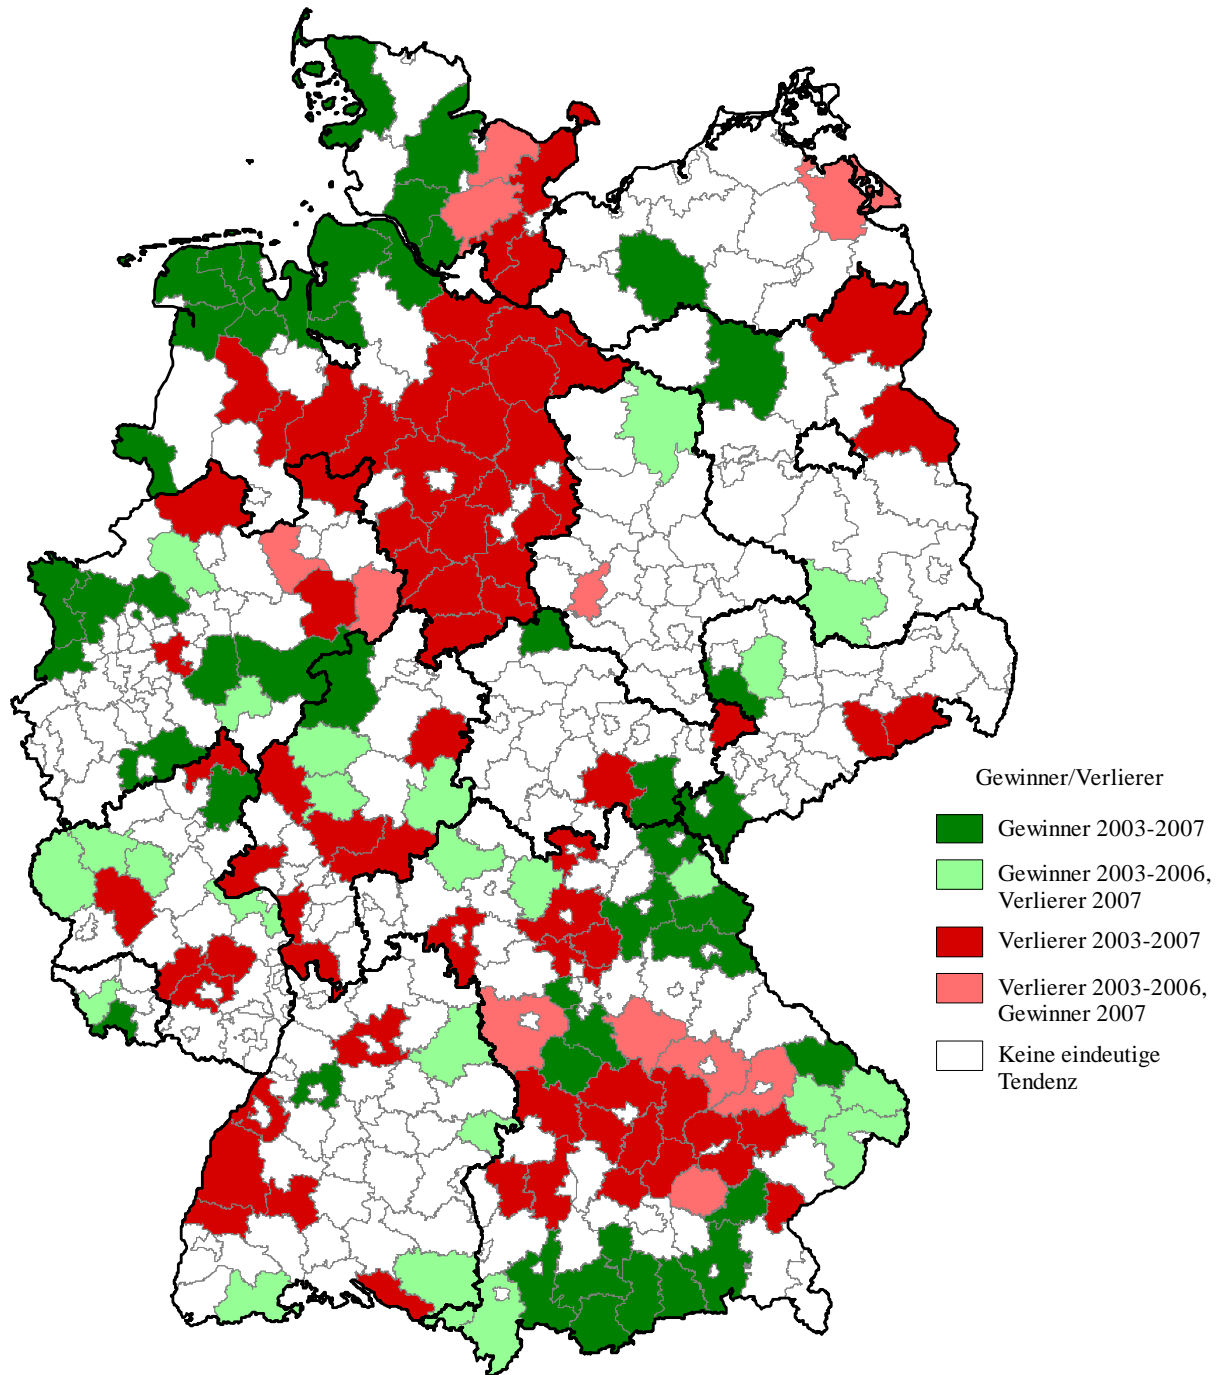 Gewinner/Verlierer
Gewinner 2003-2007
Gewinner 2003-2006,
Verlierer 2007
Verlierer 2003-2007
Verlierer 2003-2006,
Gewinner 2007
Keine eindeutige
Tendenz